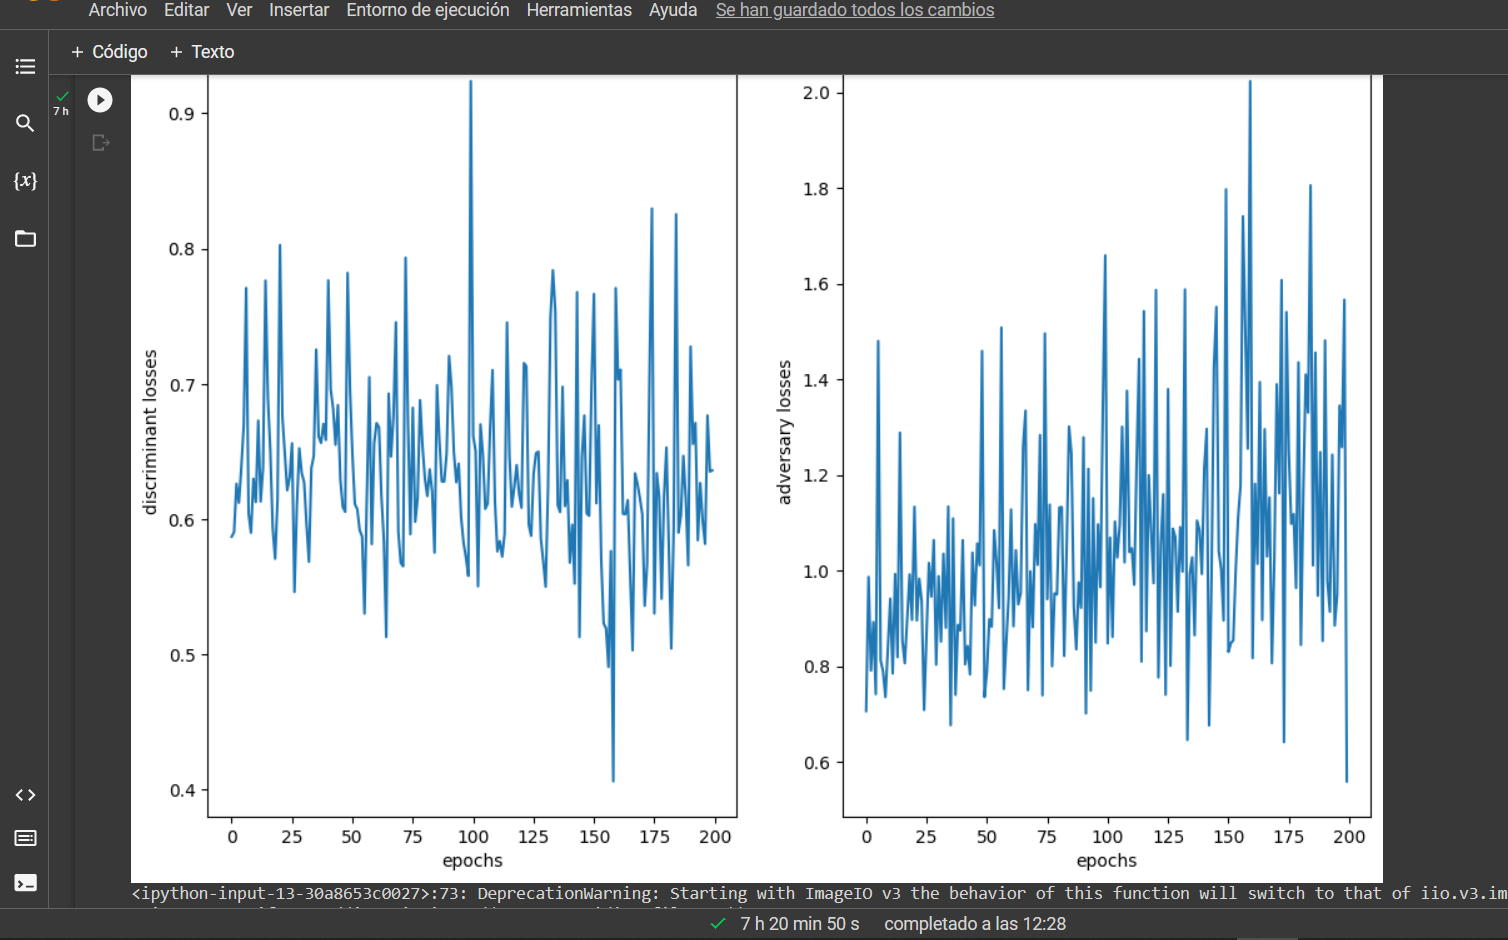 Archivo Editar Ver Insertar Entorno de ejecución Herramientas Ayuda Se han guardado todos los cambios
+ Código + Texto
7 h
{x}
0.9
0.8
0.7
0.6
0.5
0.4
discriminant losses
0 25 50 75 100 125 150 175 200
epochs
2.0
1.8
1.6
1.4
1.2
1.0
0.8
0.6
adversary losses
0 25 50 75 100 125 150 175 200
epochs
<ipython-input-13-30a8653c0027>:73: DeprecationWarning: Starting with ImageIO v3 the behavior of this function will switch to that of iio.v3.im
7 h 20 min 50 s completado a las 12:28